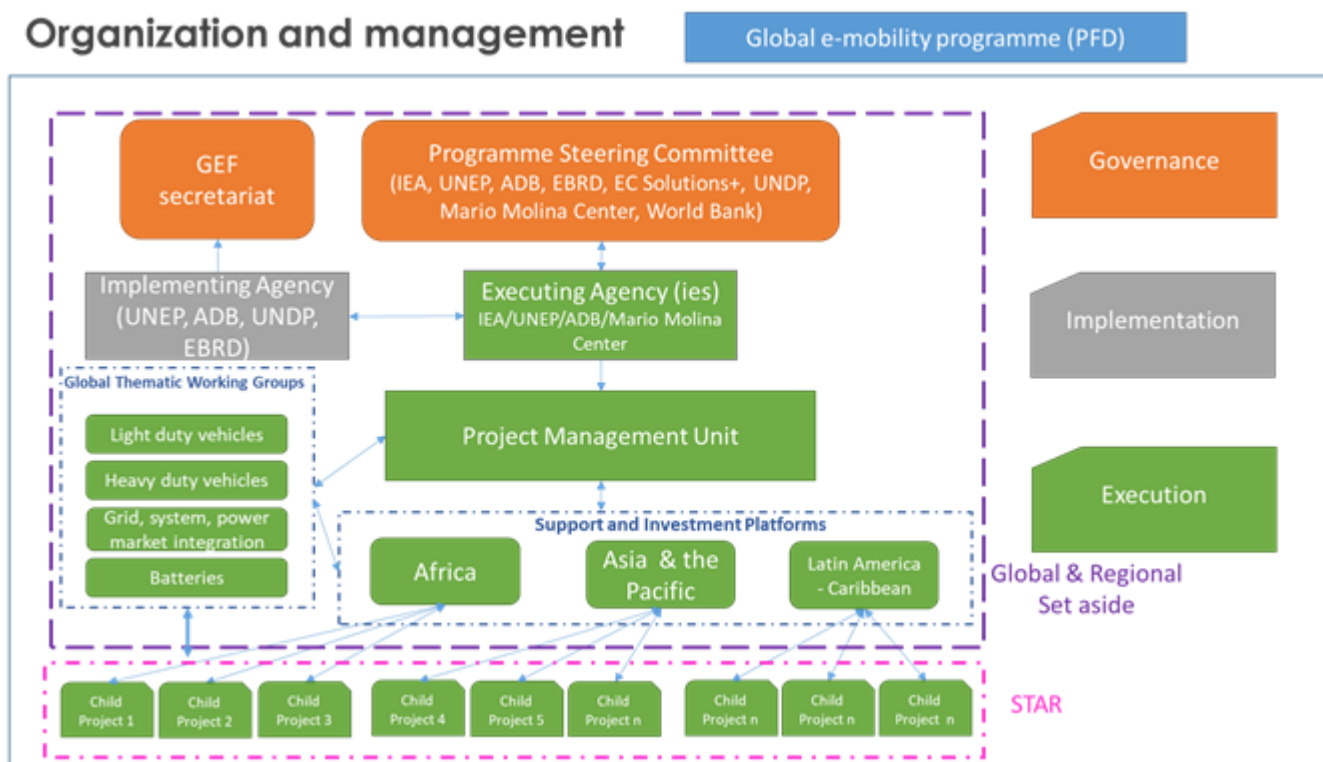 Organization and management
Global e-mobility programme (PFD)
GEF
secretariat
Programme Steering Committee
(IEA, UNEP, ADB, EBRD, EC Solutions+, UNDP,
Mario Molina Center, World Bank)
Governance
Implementing Agency
(UNEP, ADB, UNDP,
EBRD)
Executing Agency (ies)
IEA/UNEP/ADB/Mario Molina
Center
Implementation
Global Thematic Working Groups
Light duty vehicles
Heavy duty vehicles
Grid, system, power
market integration
Batteries
Project Management Unit
Execution
Support and Investment Platforms
Africa
Asia & the
Pacific
Latin America
- Caribbean
Global & Regional
Set aside
Child
Project 1
Child
Project 2
Child
Project 3
Child
Project 4
Child
Project 5
Child
Project n
Child
Project n
Child
Project n
Child
Project n
STAR